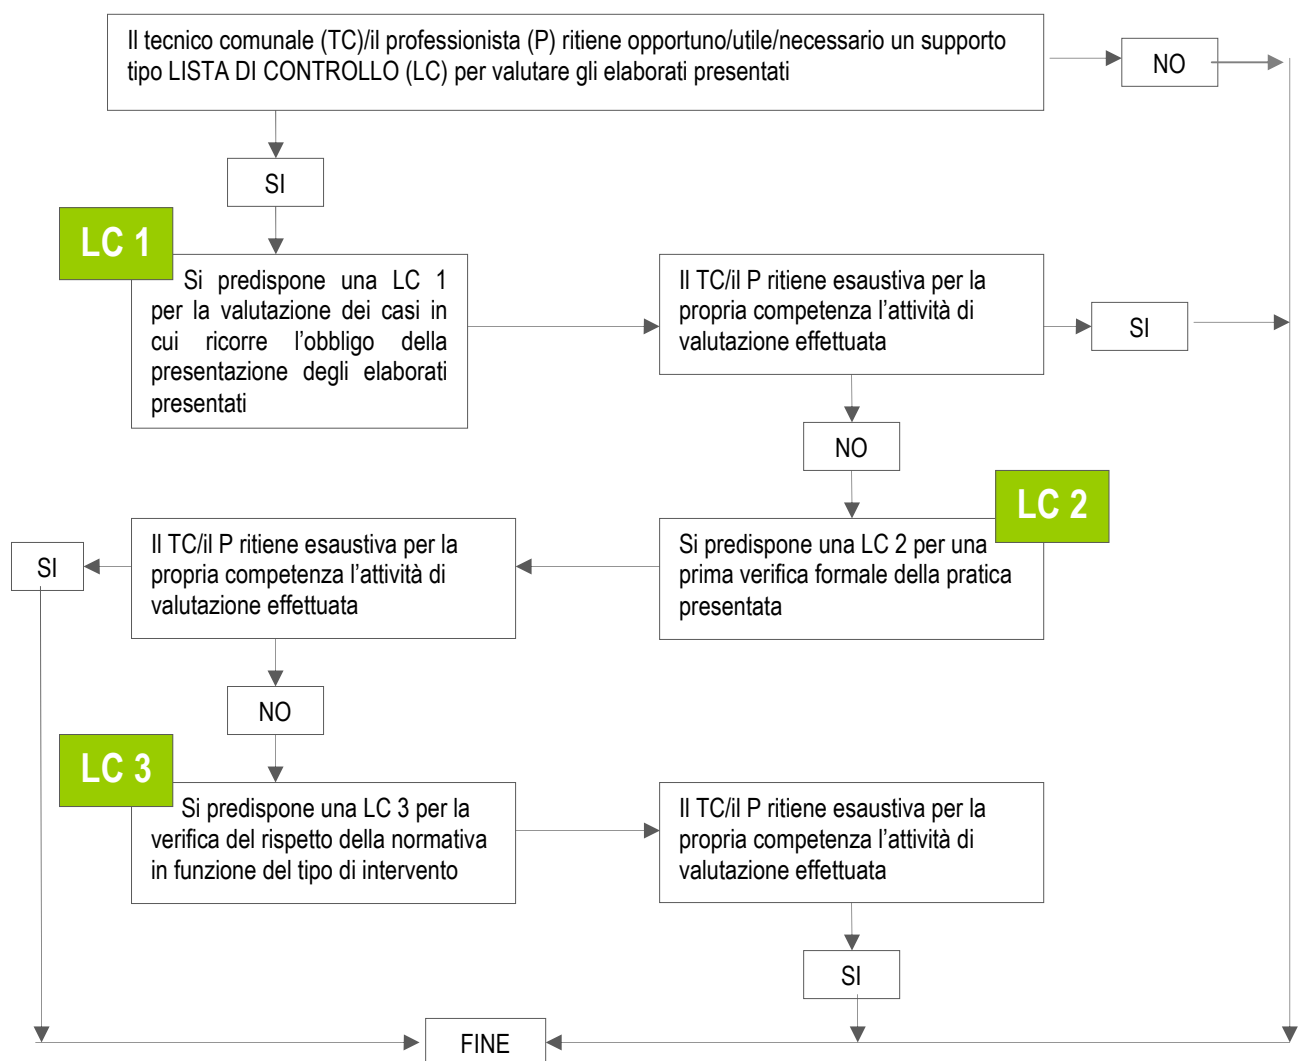 Il tecnico comunale (TC)/il professionista (P) ritiene opportuno/utile/necessario un supporto
tipo LISTA DI CONTROLLO (LC) per valutare gli elaborati presentati
NO
SI
LC 1
Si predispone una LC 1
per la valutazione dei casi in
cui ricorre l’obbligo della
presentazione degli elaborati
presentati
Il TC/il P ritiene esaustiva per la
propria competenza l’attività di
valutazione effettuata
SI
NO
LC 2
Si predispone una LC 2 per una
prima verifica formale della pratica
presentata
Il TC/il P ritiene esaustiva per la
propria competenza l’attività di
valutazione effettuata
SI
NO
LC 3
Si predispone una LC 3 per la
verifica del rispetto della normativa
in funzione del tipo di intervento
Il TC/il P ritiene esaustiva per la
propria competenza l’attività di
valutazione effettuata
SI
FINE